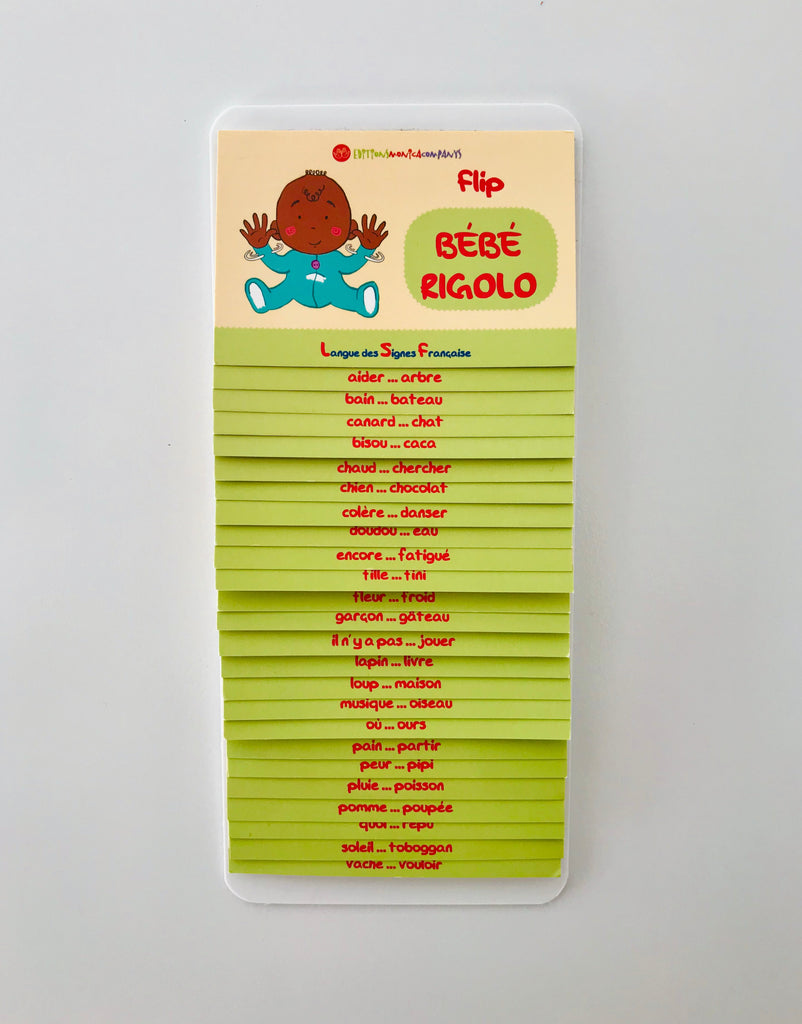 EDITIONSMONICACOMPANYS
flip
BÉBÉ
RIGOLO
Langue des Signes Française
aider ... arbre
bain ... bateau
canard ... chat
bisou ... caca
chaud ... chercher
chien ... chocolat
colère ... danser
doudou ... eau
encore ... fatigué
fille ... fini
fleur ... froid
garçon ... gâteau
il n'y a pas ... jouer
lapin ... livre
loup ... maison
musique ... oiseau
où ... ours
pain ... partir
peur ... pipi
pluie ... poisson
pomme ... poupée
quoi ... repu
soleil ... toboggan
vache ... vouloir